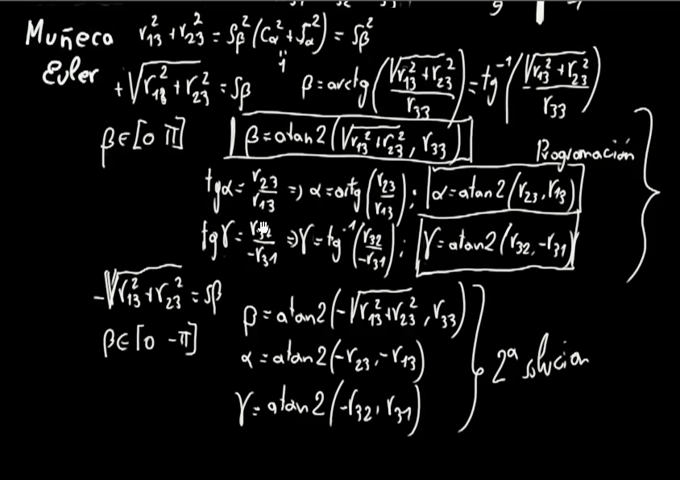 Muñeca r₁₃² + r₂₃² = Sβ² (Cα² + Sα²) = Sβ²
1
Euler +√(r₁₃² + r₂₃²) = Sβ β = arctg (√(r₁₃² + r₂₃²) / r₃₃) = tg⁻¹ (√(r₁₃² + r₂₃²) / r₃₃)
β ∈ [0 π] β = atan2 (√(r₁₃² + r₂₃²), r₃₃) Programación
tgα = r₂₃ / r₁₃ => α = artg (r₂₃ / r₁₃); α = atan2 (r₂₃, r₁₃)
tgγ = r₃₂ / -r₃₁ => γ = tg⁻¹ (r₃₂ / -r₃₁); γ = atan2 (r₃₂, -r₃₁)
-√(r₁₃² + r₂₃²) = Sβ
β = atan2 (-√(r₁₃² + r₂₃²), r₃₃)
β ∈ [0 -π]
α = atan2 (-r₂₃, -r₁₃) 2ª solucion
γ = atan2 (-r₃₂, r₃₁)